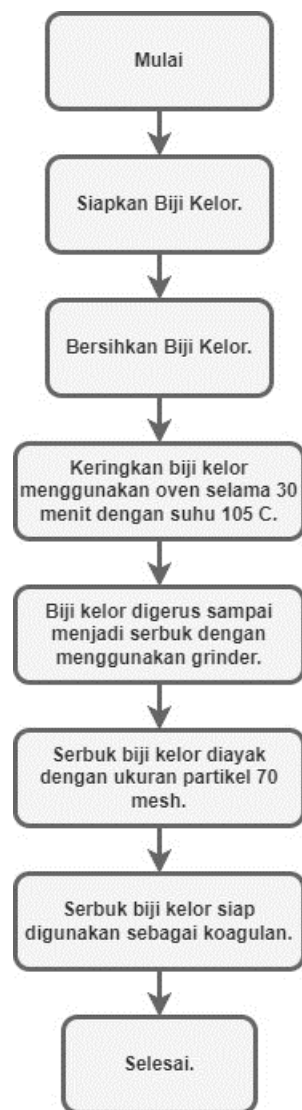 Mulai
Siapkan Biji Kelor.
Bersihkan Biji Kelor.
Keringkan biji kelor
menggunakan oven selama 30
menit dengan suhu 105 C.
Biji kelor digerus sampai
menjadi serbuk dengan
menggunakan grinder.
Serbuk biji kelor diayak
dengan ukuran partikel 70
mesh.
Serbuk biji kelor siap
digunakan sebagai koagulan.
Selesai.